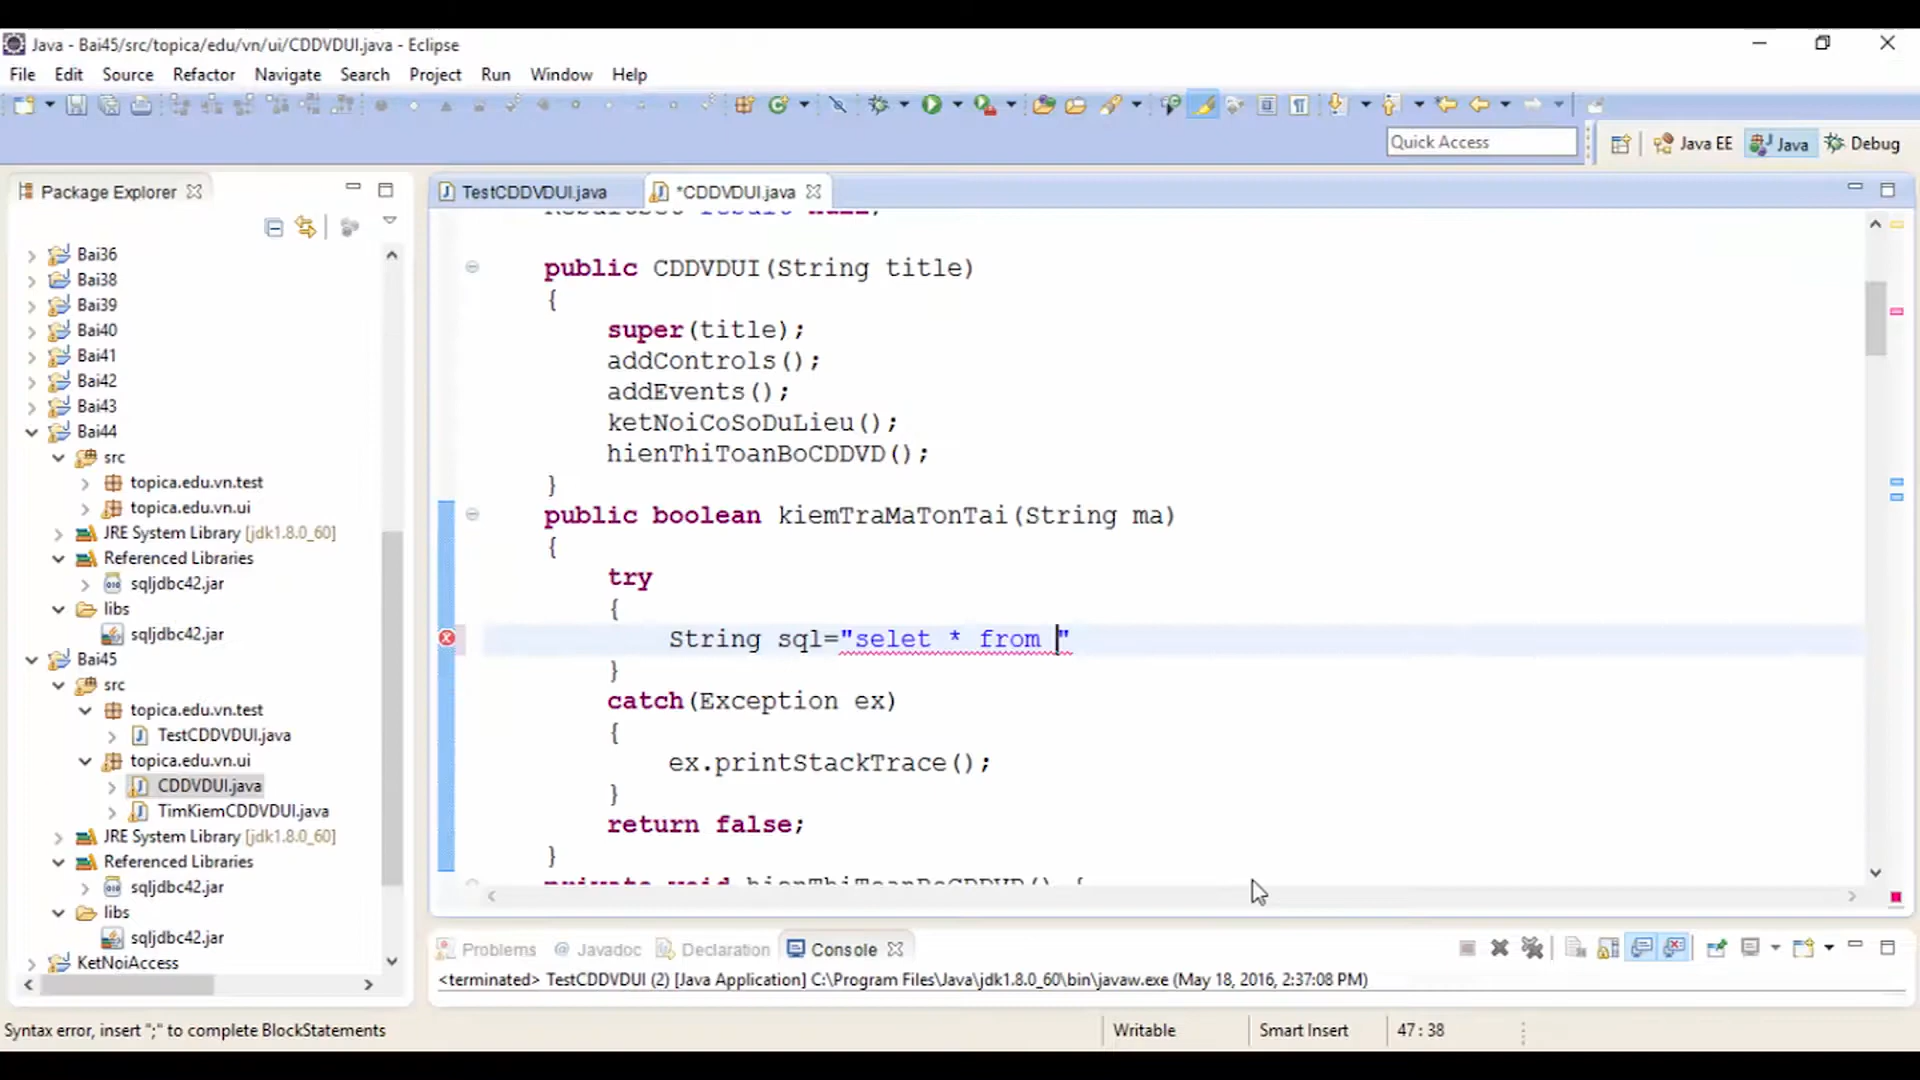 Java - Bai45/src/topica/edu/vn/ui/CDDVDUI.java - Eclipse
File Edit Source Refactor Navigate Search Project Run Window Help
Quick Access
Java EE
Java
Debug
Package Explorer
Bai36
Bai38
Bai39
Bai40
Bai41
Bai42
Bai43
Bai44
src
topica.edu.vn.test
topica.edu.vn.ui
JRE System Library [jdk1.8.0_60]
Referenced Libraries
sqljdbc42.jar
libs
sqljdbc42.jar
Bai45
src
topica.edu.vn.test
TestCDDVDUI.java
topica.edu.vn.ui
CDDVDUI.java
TimKiemCDDVDUI.java
JRE System Library [jdk1.8.0_60]
Referenced Libraries
sqljdbc42.jar
libs
sqljdbc42.jar
KetNoiAccess
TestCDDVDUI.java
*CDDVDUI.java
public CDDVDUI(String title)
{
super(title);
addControls();
addEvents();
ketNoiCoSoDuLieu();
hienThiToanBoCDDVD();
}
public boolean kiemTraMaTonTai(String ma)
{
try
{
String sql="selet * from "
}
catch(Exception ex)
{
ex.printStackTrace();
}
return false;
}
private void hienThiToanBoCDDVD() {
Problems @ Javadoc Declaration Console
<terminated> TestCDDVDUI (2) [Java Application] C:\Program Files\Java\jdk1.8.0_60\bin\javaw.exe (May 18, 2016, 2:37:08 PM)
Syntax error, insert ";" to complete BlockStatements
Writable
Smart Insert
47 : 38